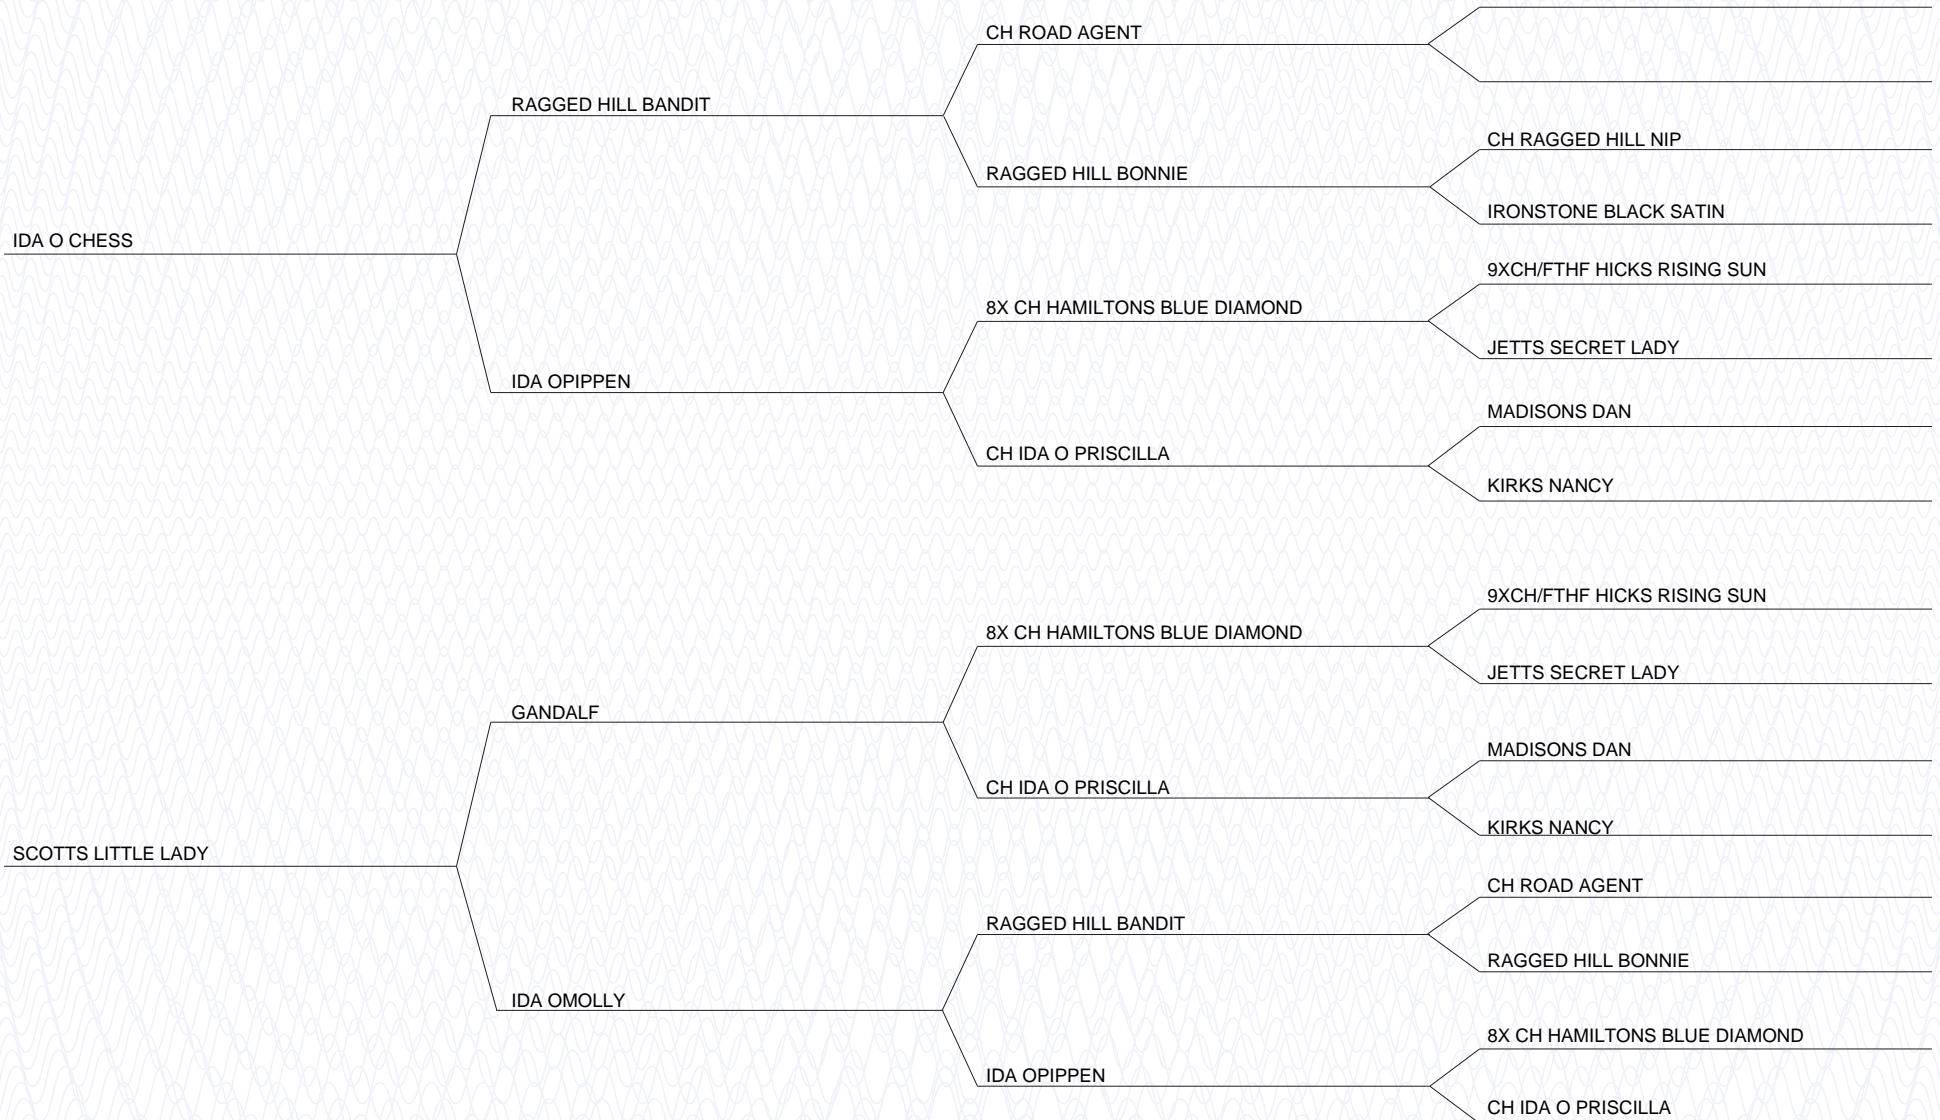 CH ROAD AGENT
RAGGED HILL BANDIT
CH RAGGED HILL NIP
RAGGED HILL BONNIE
IRONSTONE BLACK SATIN
IDA O CHESS
9XCH/FTHF HICKS RISING SUN
8X CH HAMILTONS BLUE DIAMOND
JETTS SECRET LADY
IDA OPIPPEN
MADISONS DAN
CH IDA O PRISCILLA
KIRKS NANCY
9XCH/FTHF HICKS RISING SUN
8X CH HAMILTONS BLUE DIAMOND
JETTS SECRET LADY
GANDALF
MADISONS DAN
CH IDA O PRISCILLA
KIRKS NANCY
SCOTTS LITTLE LADY
CH ROAD AGENT
RAGGED HILL BANDIT
RAGGED HILL BONNIE
IDA OMOLLY
8X CH HAMILTONS BLUE DIAMOND
IDA OPIPPEN
CH IDA O PRISCILLA